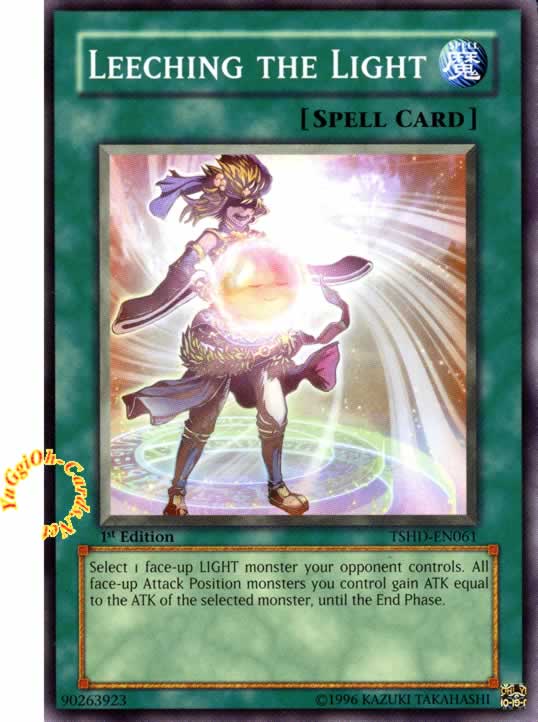 LEECHING THE LIGHT
SPELL
魔
[SPELL CARD]
YuGgiOh-Cards.Net
1st Edition
TSHD-EN061
Select 1 face-up LIGHT monster your opponent controls. All
face-up Attack Position monsters you control gain ATK equal
to the ATK of the selected monster, until the End Phase.
90263923
©1996 KAZUKI TAKAHASHI